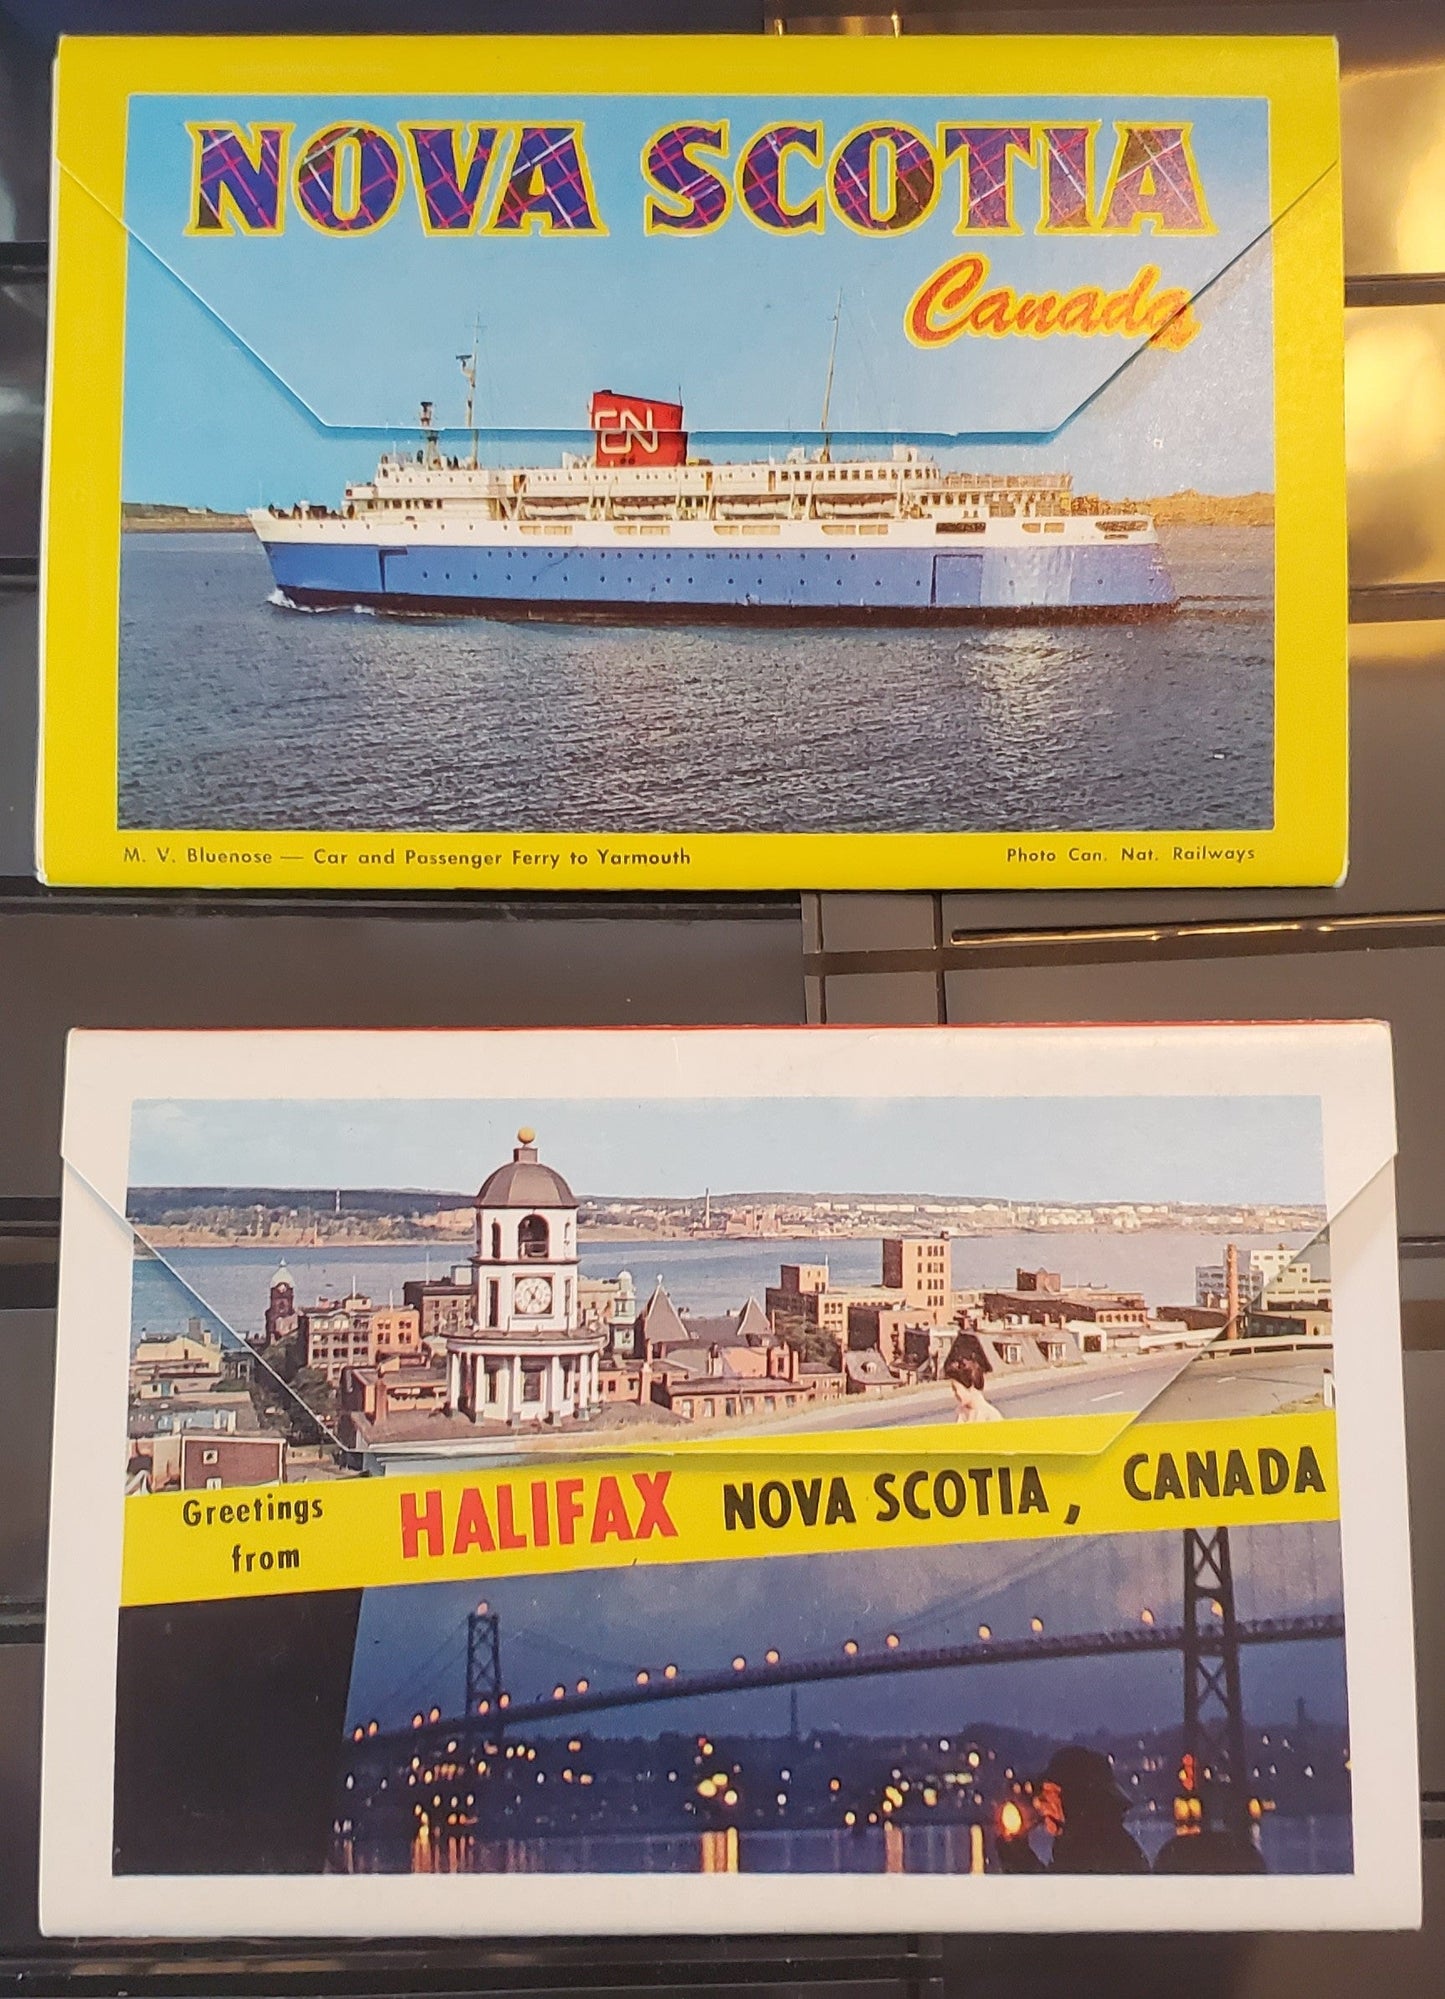 NOVA SCOTIA
Canada
CN
CN
M. V. Bluenose — Car and Passenger Ferry to Yarmouth
Photo Can. Nat. Railways
Greetings from
HALIFAX NOVA SCOTIA, CANADA